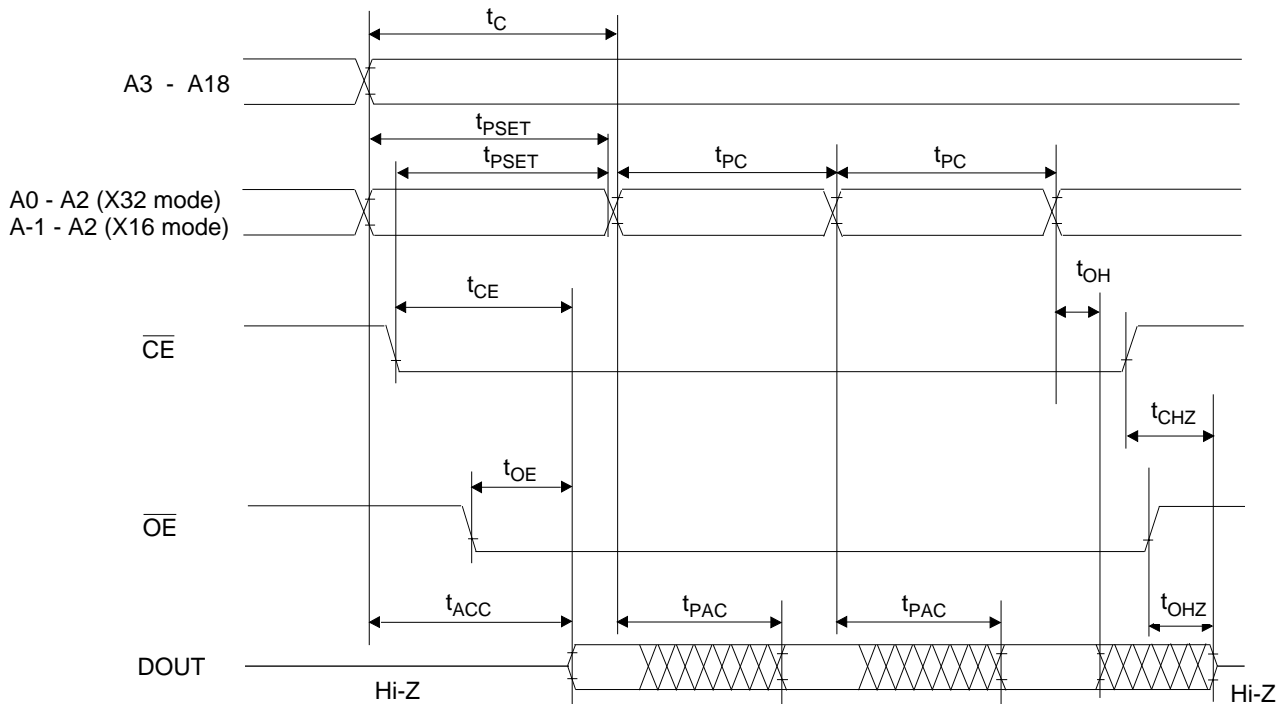 tC
A3 - A18
tPSET
tPSET
tPC
tPC
A0 - A2 (X32 mode)
A-1 - A2 (X16 mode)
tOH
tCE
CE
tCHZ
tOE
OE
tACC
tPAC
tPAC
tOHZ
DOUT
Hi-Z
Hi-Z